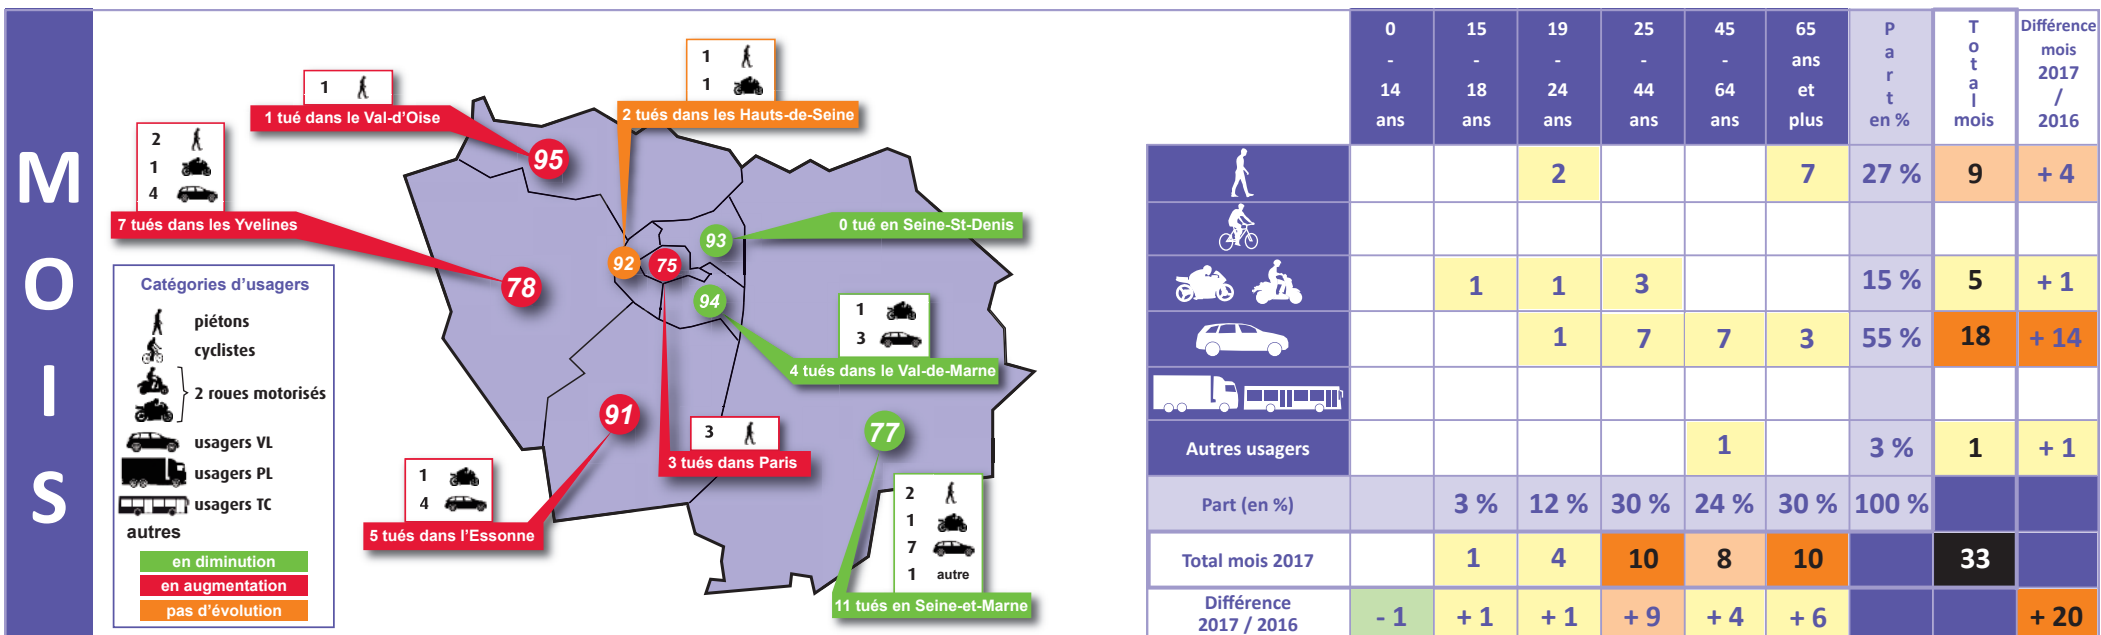 MOIS
1
1 tué dans le Val-d'Oise
1
1
2 tués dans les Hauts-de-Seine
2
1
4
7 tués dans les Yvelines
95
78
92
75
93
94
91
77
0 tué en Seine-St-Denis
1
3
4 tués dans le Val-de-Marne
3
3 tués dans Paris
1
4
5 tués dans l'Essonne
2
1
7
1 autre
11 tués en Seine-et-Marne
Catégories d'usagers
piétons
cyclistes
2 roues motorisés
usagers VL
usagers PL
usagers TC
autres
en diminution
en augmentation
pas d'évolution
0 - 14 ans
15 - 18 ans
19 - 24 ans
25 - 44 ans
45 - 64 ans
65 ans et plus
Part en %
Total mois
Différence mois 2017 / 2016
2 7 27 % 9 + 4
1 1 3 15 % 5 + 1
1 7 7 3 55 % 18 + 14
Autres usagers 1 3 % 1 + 1
Part (en %) 3 % 12 % 30 % 24 % 30 % 100 %
Total mois 2017 1 4 10 8 10 33
Différence 2017 / 2016 - 1 + 1 + 1 + 9 + 4 + 6 + 20